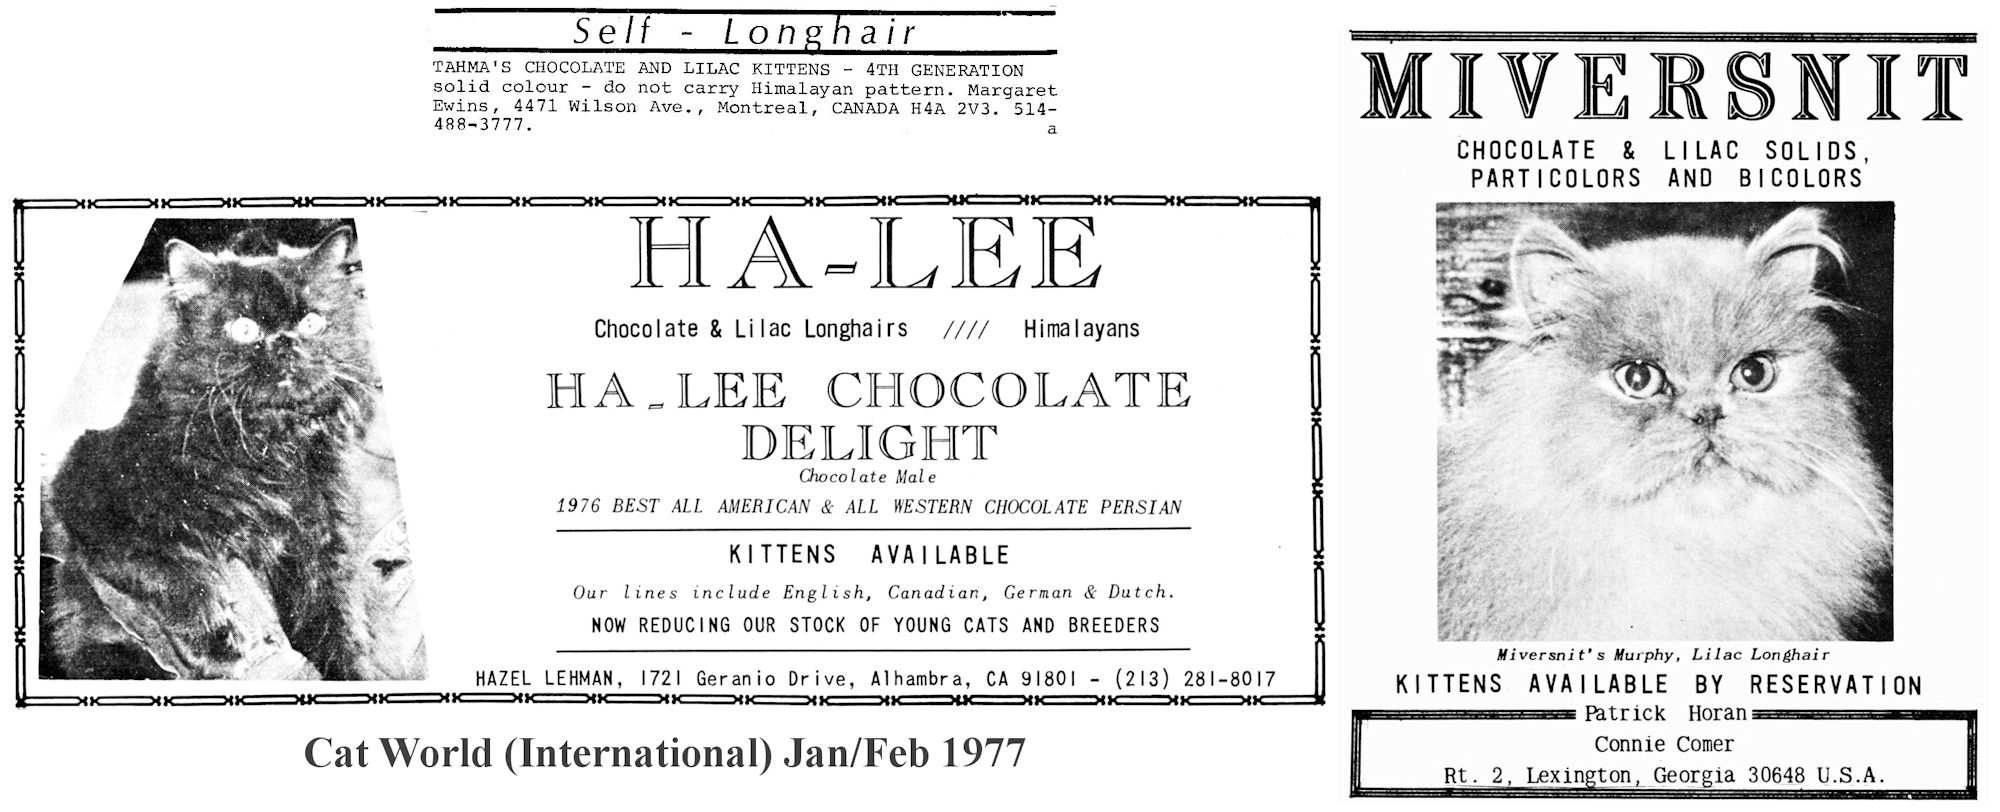 Self - Longhair
TAHMA'S CHOCOLATE AND LILAC KITTENS - 4TH GENERATION
solid colour - do not carry Himalayan pattern. Margaret
Ewins, 4471 Wilson Ave., Montreal, CANADA H4A 2V3. 514-
488-3777. a
HA-LEE
Chocolate & Lilac Longhairs //// Himalayans
HA-LEE CHOCOLATE
DELIGHT
Chocolate Male
1976 BEST ALL AMERICAN & ALL WESTERN CHOCOLATE PERSIAN
KITTENS AVAILABLE
Our lines include English, Canadian, German & Dutch.
NOW REDUCING OUR STOCK OF YOUNG CATS AND BREEDERS
HAZEL LEHMAN, 1721 Geranio Drive, Alhambra, CA 91801 - (213) 281-8017
Cat World (International) Jan/Feb 1977
MIVERSNIT
CHOCOLATE & LILAC SOLIDS,
PARTICOLORS AND BICOLORS
Miversnit's Murphy, Lilac Longhair
KITTENS AVAILABLE BY RESERVATION
Patrick Horan
Connie Comer
Rt. 2, Lexington, Georgia 30648 U.S.A.